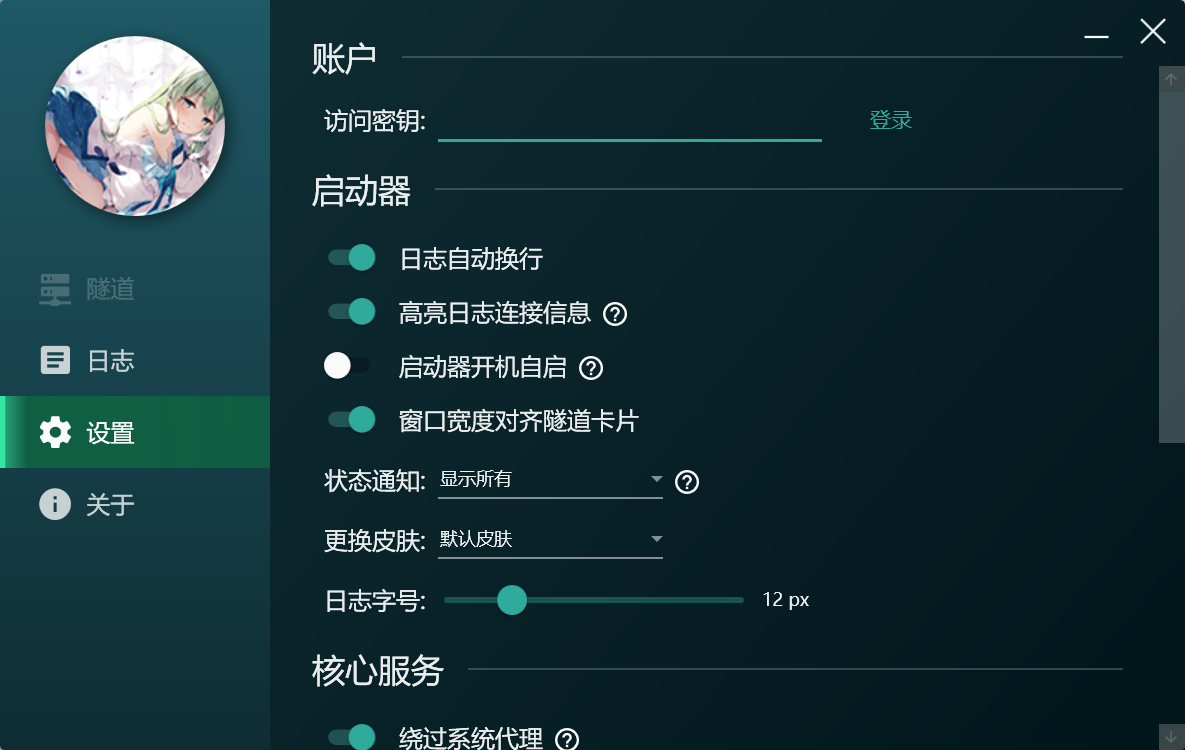 隧道
日志
设置
关于
账户
访问密钥:
登录
启动器
日志自动换行
高亮日志连接信息
启动器开机自启
窗口宽度对齐隧道卡片
状态通知: 显示所有
更换皮肤: 默认皮肤
日志字号: 12 px
核心服务
绕过系统代理